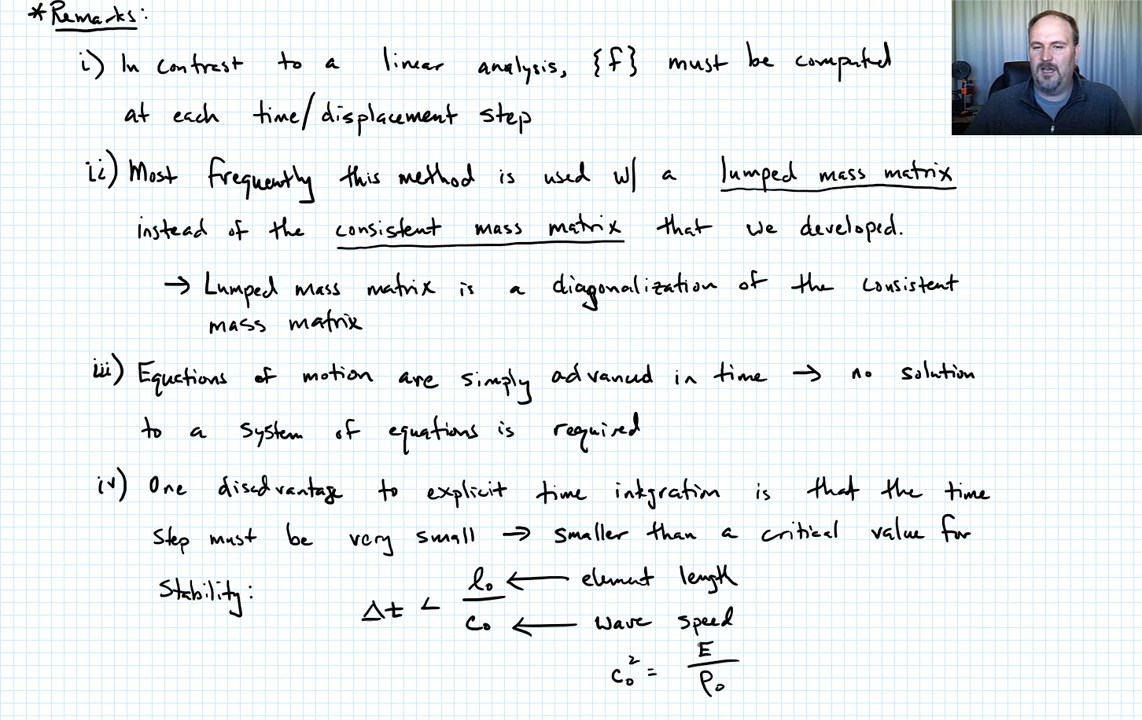 * Remarks:
i) In contrast to a linear analysis, {f} must be computed
at each time/displacement step
ii) Most frequently this method is used w/ a lumped mass matrix
instead of the consistent mass matrix that we developed.
→ Lumped mass matrix is a diagonalization of the consistent
mass matrix
iii) Equations of motion are simply advanced in time → no solution
to a system of equations is required
iv) One disadvantage to explicit time integration is that the time
step must be very small → smaller than a critical value for
stability:
Δt < l₀/c₀
l₀ ← element length
c₀ ← wave speed
c₀² = E/ρ₀